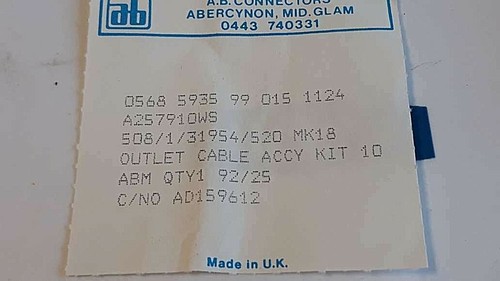 ab
A.B. CONNECTORS
ABERCYNON, MID. GLAM
0443 740331
0568 5935 99 015 1124
A257910WS
508/1/31954/520 MK18
OUTLET CABLE ACCY KIT 10
ABM QTY1 92/25
C/NO AD159612
Made in U.K.